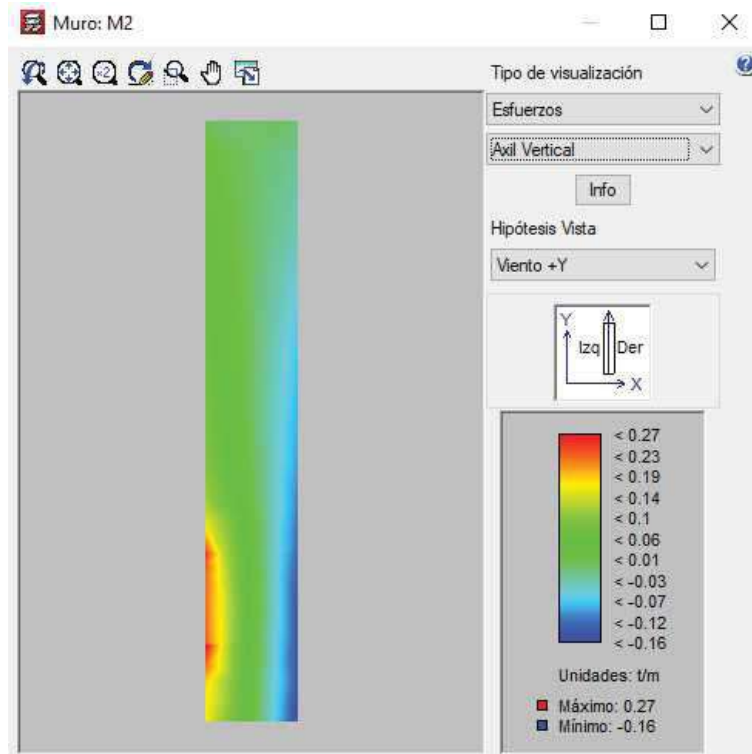 Muro: M2
x2
Tipo de visualización
Esfuerzos
Axil Vertical
Info
Hipótesis Vista
Viento +Y
Y
Izq Der
X
< 0.27
< 0.23
< 0.19
< 0.14
< 0.1
< 0.06
< 0.01
< -0.03
< -0.07
< -0.12
< -0.16
Unidades: t/m
Máximo: 0.27
Mínimo: -0.16